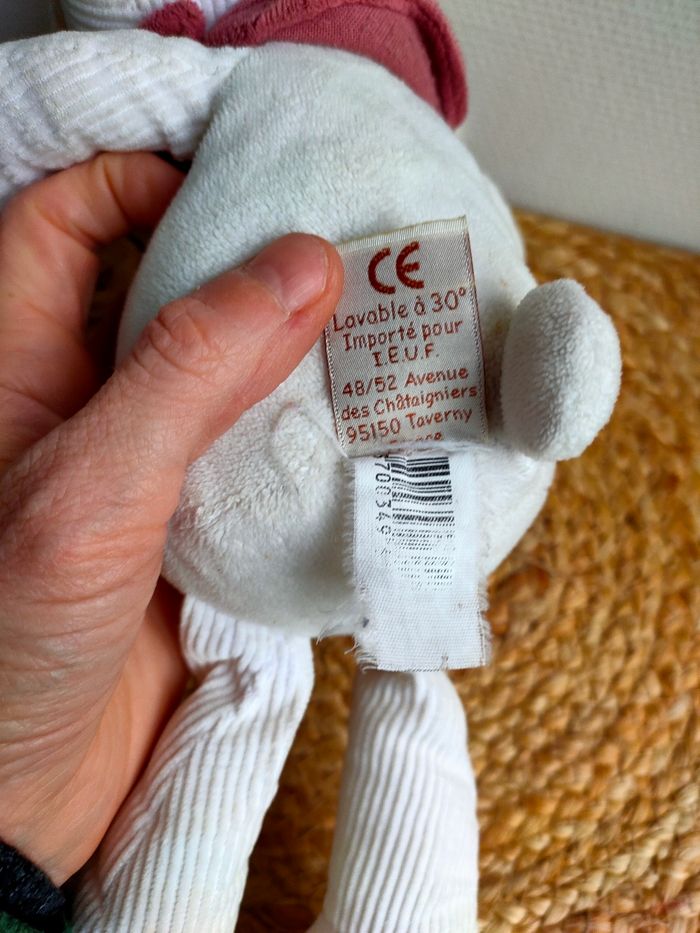 CE
Lavable à 30°
Importé pour
I.E.U.F.
48/52 Avenue
des Châtaigniers
95150 Taverny